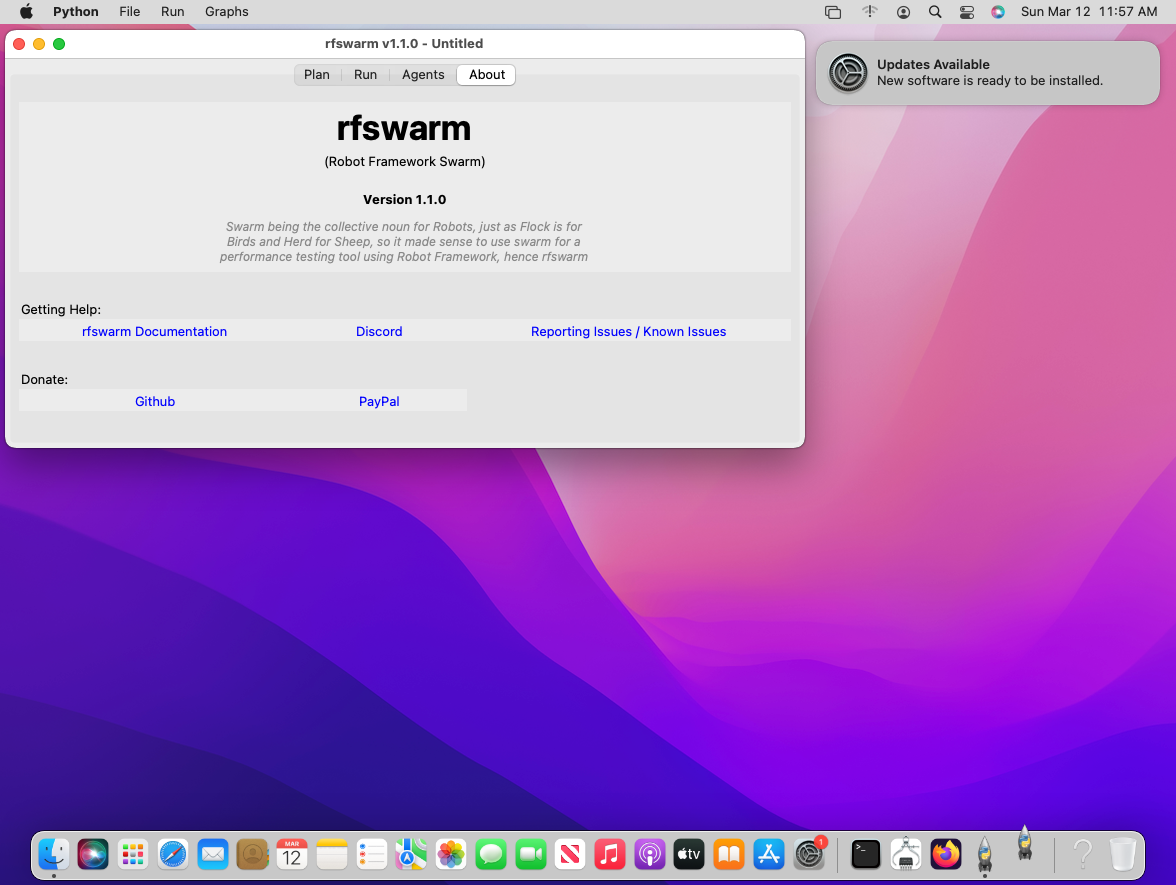 Python File Run Graphs
Sun Mar 12 11:57 AM
rfswarm v1.1.0 - Untitled
Plan Run Agents About
Updates Available
New software is ready to be installed.
rfswarm
(Robot Framework Swarm)
Version 1.1.0
Swarm being the collective noun for Robots, just as Flock is for
Birds and Herd for Sheep, so it made sense to use swarm for a
performance testing tool using Robot Framework, hence rfswarm
Getting Help:
rfswarm Documentation Discord Reporting Issues / Known Issues
Donate:
Github PayPal
MAR
12
tv
1
>_
?